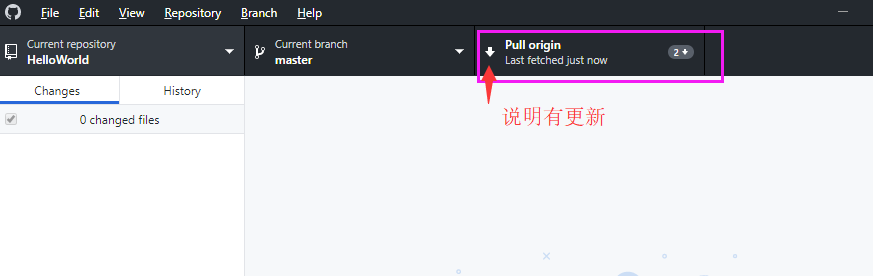 File Edit View Repository Branch Help
Current repository
HelloWorld
Current branch
master
Pull origin
Last fetched just now
2
Changes History
说明有更新
0 changed files